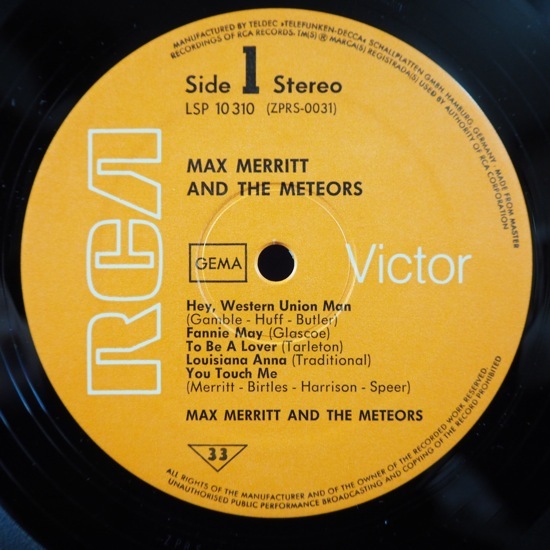 MANUFACTURED BY TELDEC »TELEFUNKEN-DECCA« SCHALLPLATTEN GMBH, HAMBURG, GERMANY · MADE FROM MASTER
RECORDINGS OF RCA RECORDS. TM(S) ® MARCA(S) REGISTRADA(S) USED BY AUTHORITY OF RCA CORPORATION
Side 1 Stereo
LSP 10 310 (ZPRS-0031)
MAX MERRITT
AND THE METEORS
RCA
GEMA
Victor
Hey, Western Union Man
(Gamble - Huff - Butler)
Fannie May (Glascoe)
To Be A Lover (Tarleton)
Louisiana Anna (Traditional)
You Touch Me
(Merritt - Birtles - Harrison - Speer)
MAX MERRITT AND THE METEORS
33
ALL RIGHTS OF THE MANUFACTURER AND OF THE OWNER OF THE RECORDED WORK RESERVED.
UNAUTHORISED PUBLIC PERFORMANCE BROADCASTING AND COPYING OF THE RECORD PROHIBITED